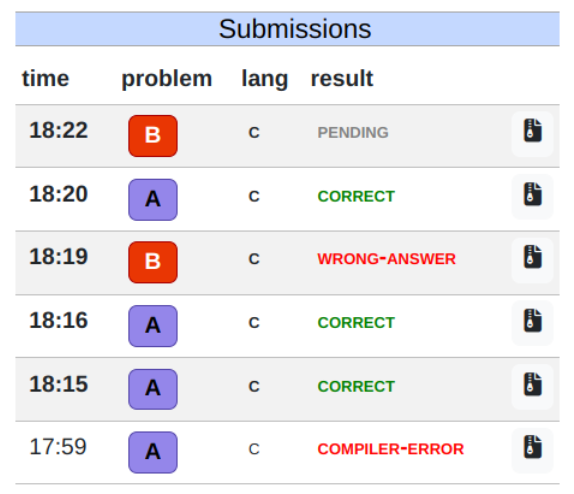 Submissions
time problem lang result
18:22 B C PENDING
18:20 A C CORRECT
18:19 B C WRONG-ANSWER
18:16 A C CORRECT
18:15 A C CORRECT
17:59 A C COMPILER-ERROR